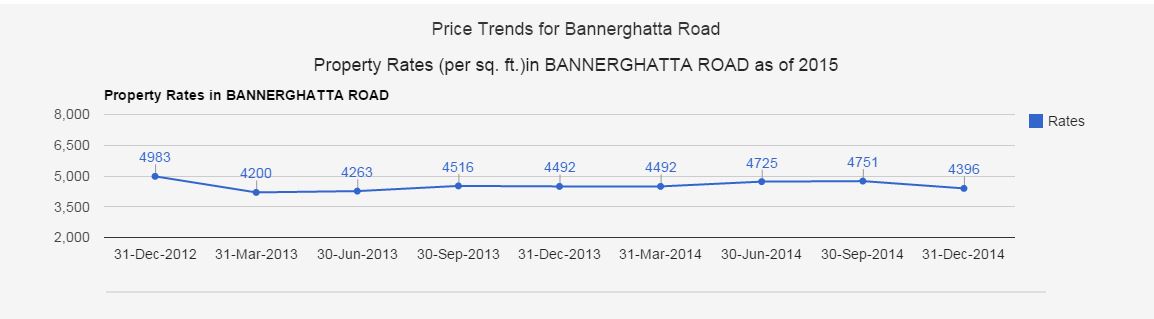 Price Trends for Bannerghatta Road
Property Rates (per sq. ft.)in BANNERGHATTA ROAD as of 2015
Property Rates in BANNERGHATTA ROAD
8,000
6,500
5,000
3,500
2,000
4983
4200
4263
4516
4492
4492
4725
4751
4396
Rates
31-Dec-2012 31-Mar-2013 30-Jun-2013 30-Sep-2013 31-Dec-2013 31-Mar-2014 30-Jun-2014 30-Sep-2014 31-Dec-2014